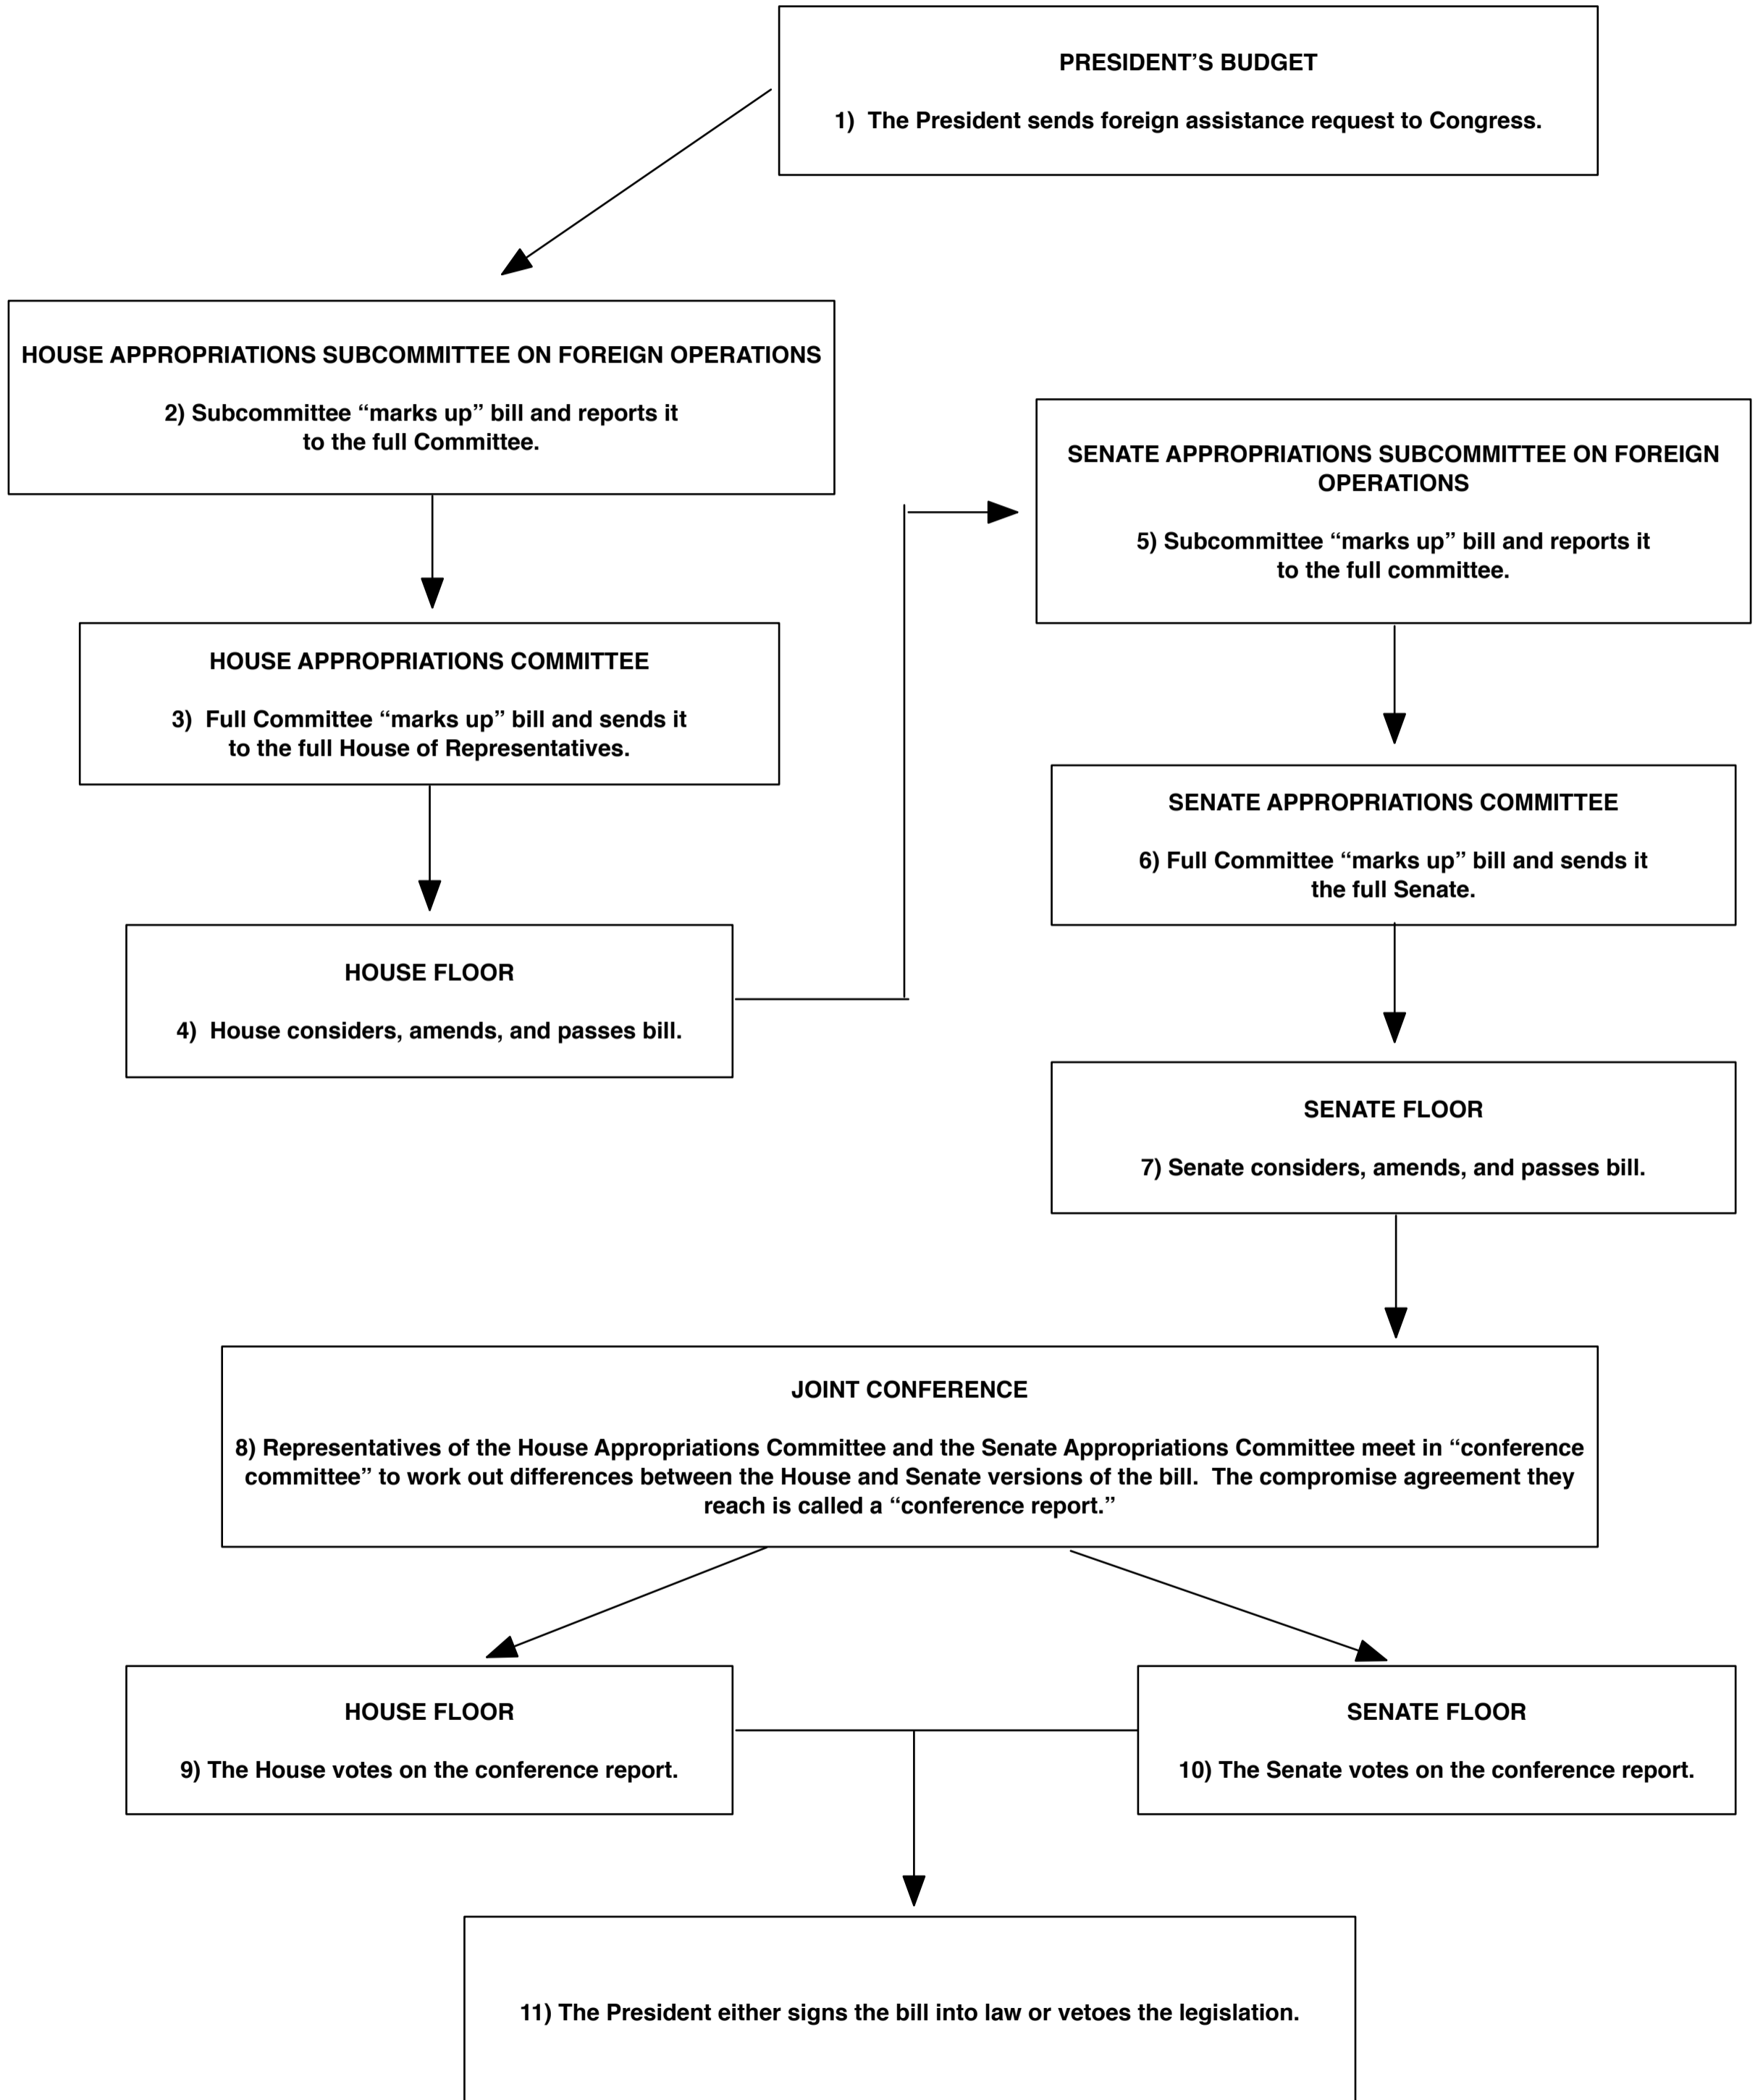 PRESIDENT’S BUDGET
1)  The President sends foreign assistance request to Congress.
HOUSE APPROPRIATIONS SUBCOMMITTEE ON FOREIGN OPERATIONS
2) Subcommittee “marks up” bill and reports it
to the full Committee.
HOUSE APPROPRIATIONS COMMITTEE
3)  Full Committee “marks up” bill and sends it
to the full House of Representatives.
HOUSE FLOOR
4)  House considers, amends, and passes bill.
SENATE APPROPRIATIONS SUBCOMMITTEE ON FOREIGN
OPERATIONS
5) Subcommittee “marks up” bill and reports it
to the full committee.
SENATE APPROPRIATIONS COMMITTEE
6) Full Committee “marks up” bill and sends it
the full Senate.
SENATE FLOOR
7) Senate considers, amends, and passes bill.
JOINT CONFERENCE
8) Representatives of the House Appropriations Committee and the Senate Appropriations Committee meet in “conference
committee” to work out differences between the House and Senate versions of the bill.  The compromise agreement they
reach is called a “conference report.”
HOUSE FLOOR
9) The House votes on the conference report.
SENATE FLOOR
10) The Senate votes on the conference report.
11) The President either signs the bill into law or vetoes the legislation.